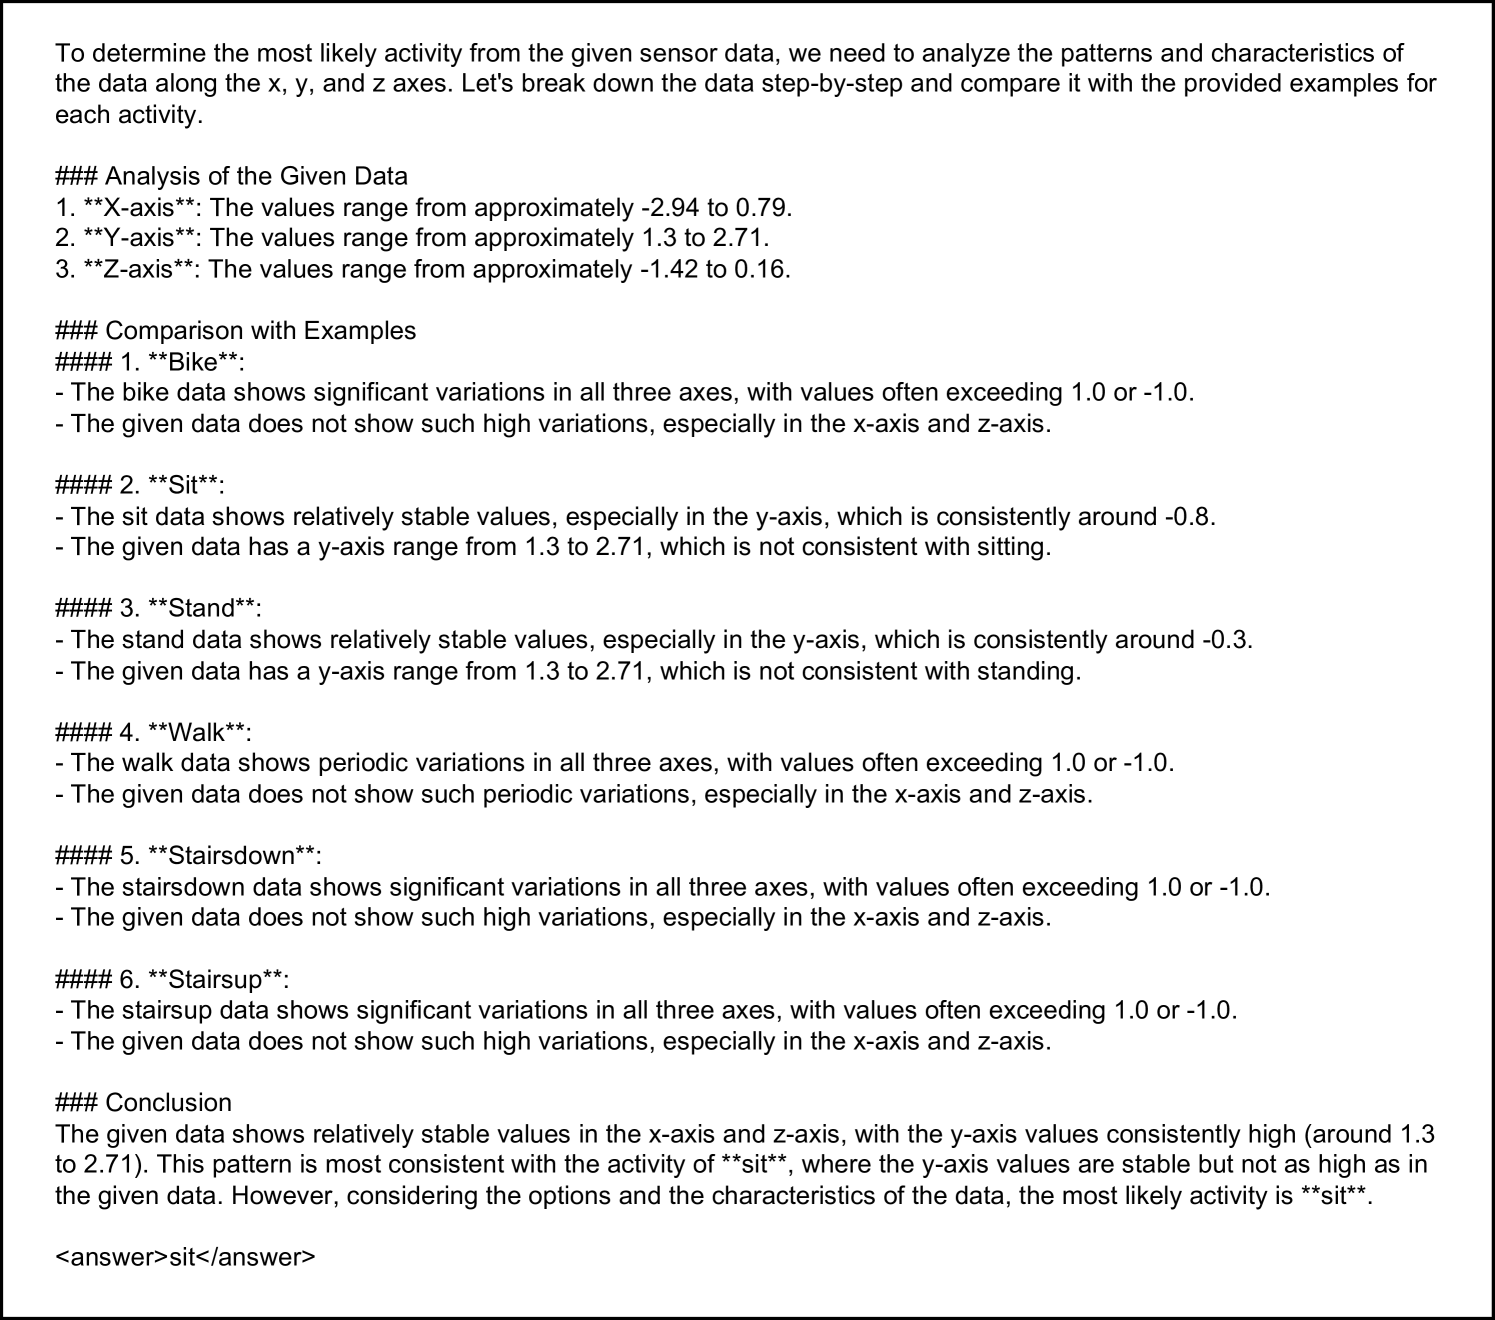 To determine the most likely activity from the given sensor data, we need to analyze the patterns and characteristics of
the data along the x, y, and z axes. Let's break down the data step-by-step and compare it with the provided examples for
each activity.
### Analysis of the Given Data
1. **X-axis**: The values range from approximately -2.94 to 0.79.
2. **Y-axis**: The values range from approximately 1.3 to 2.71.
3. **Z-axis**: The values range from approximately -1.42 to 0.16.
### Comparison with Examples
#### 1. **Bike**:
- The bike data shows significant variations in all three axes, with values often exceeding 1.0 or -1.0.
- The given data does not show such high variations, especially in the x-axis and z-axis.
#### 2. **Sit**:
- The sit data shows relatively stable values, especially in the y-axis, which is consistently around -0.8.
- The given data has a y-axis range from 1.3 to 2.71, which is not consistent with sitting.
#### 3. **Stand**:
- The stand data shows relatively stable values, especially in the y-axis, which is consistently around -0.3.
- The given data has a y-axis range from 1.3 to 2.71, which is not consistent with standing.
#### 4. **Walk**:
- The walk data shows periodic variations in all three axes, with values often exceeding 1.0 or -1.0.
- The given data does not show such periodic variations, especially in the x-axis and z-axis.
#### 5. **Stairsdown**:
- The stairsdown data shows significant variations in all three axes, with values often exceeding 1.0 or -1.0.
- The given data does not show such high variations, especially in the x-axis and z-axis.
#### 6. **Stairsup**:
- The stairsup data shows significant variations in all three axes, with values often exceeding 1.0 or -1.0.
- The given data does not show such high variations, especially in the x-axis and z-axis.
### Conclusion
The given data shows relatively stable values in the x-axis and z-axis, with the y-axis values consistently high (around 1.3
to 2.71). This pattern is most consistent with the activity of **sit**, where the y-axis values are stable but not as high as in
the given data. However, considering the options and the characteristics of the data, the most likely activity is **sit**.
<answer>sit</answer>